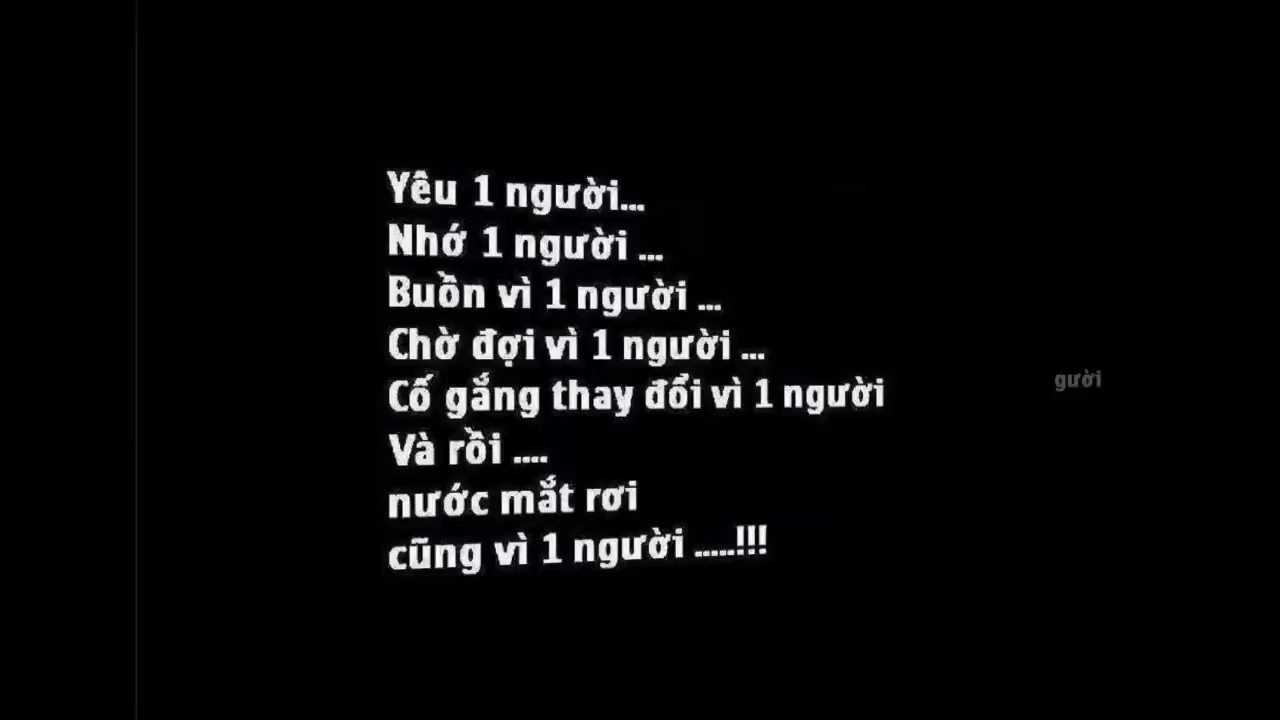 Yêu 1 người...
Nhớ 1 người ...
Buồn vì 1 người ...
Chờ đợi vì 1 người ...
Cố gắng thay đổi vì 1 người
Và rồi ....
nước mắt rơi
cũng vì 1 người .....!!!
gười